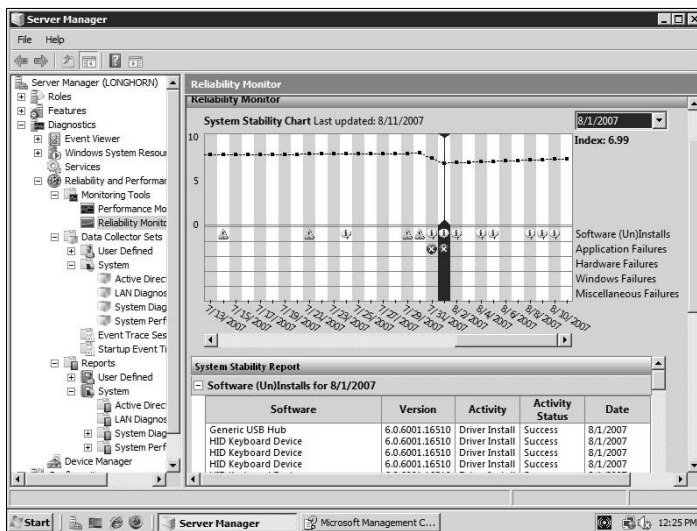 Server Manager
File Help
Server Manager (LONGHORN)
Roles
Features
Diagnostics
Event Viewer
Windows System Resou
Services
Reliability and Performar
Monitoring Tools
Performance Mo
Reliability Monito
Data Collector Sets
User Defined
System
Active Direct
LAN Diagnos
System Diag
System Perf
Event Trace Ses
Startup Event Tr
Reports
User Defined
System
Active Direct
LAN Diagnos
System Diag
System Perf
Device Manager
Reliability Monitor
Reliability Monitor
System Stability Chart Last updated: 8/11/2007
8/1/2007
Index: 6.99
10
5
0
Software (Un)Installs
Application Failures
Hardware Failures
Windows Failures
Miscellaneous Failures
7/13/2007 7/15/2007 7/17/2007 7/19/2007 7/21/2007 7/23/2007 7/25/2007 7/27/2007 7/29/2007 7/31/2007 8/2/2007 8/4/2007 8/6/2007 8/8/2007 8/10/2007
System Stability Report
Software (Un)Installs for 8/1/2007
Software Version Activity Activity Status Date
Generic USB Hub 6.0.6001.16510 Driver Install Success 8/1/2007
HID Keyboard Device 6.0.6001.16510 Driver Install Success 8/1/2007
HID Keyboard Device 6.0.6001.16510 Driver Install Success 8/1/2007
HID Keyboard Device 6.0.6001.16510 Driver Install Success 8/1/2007
Start Server Manager Microsoft Management C... 12:25 PM